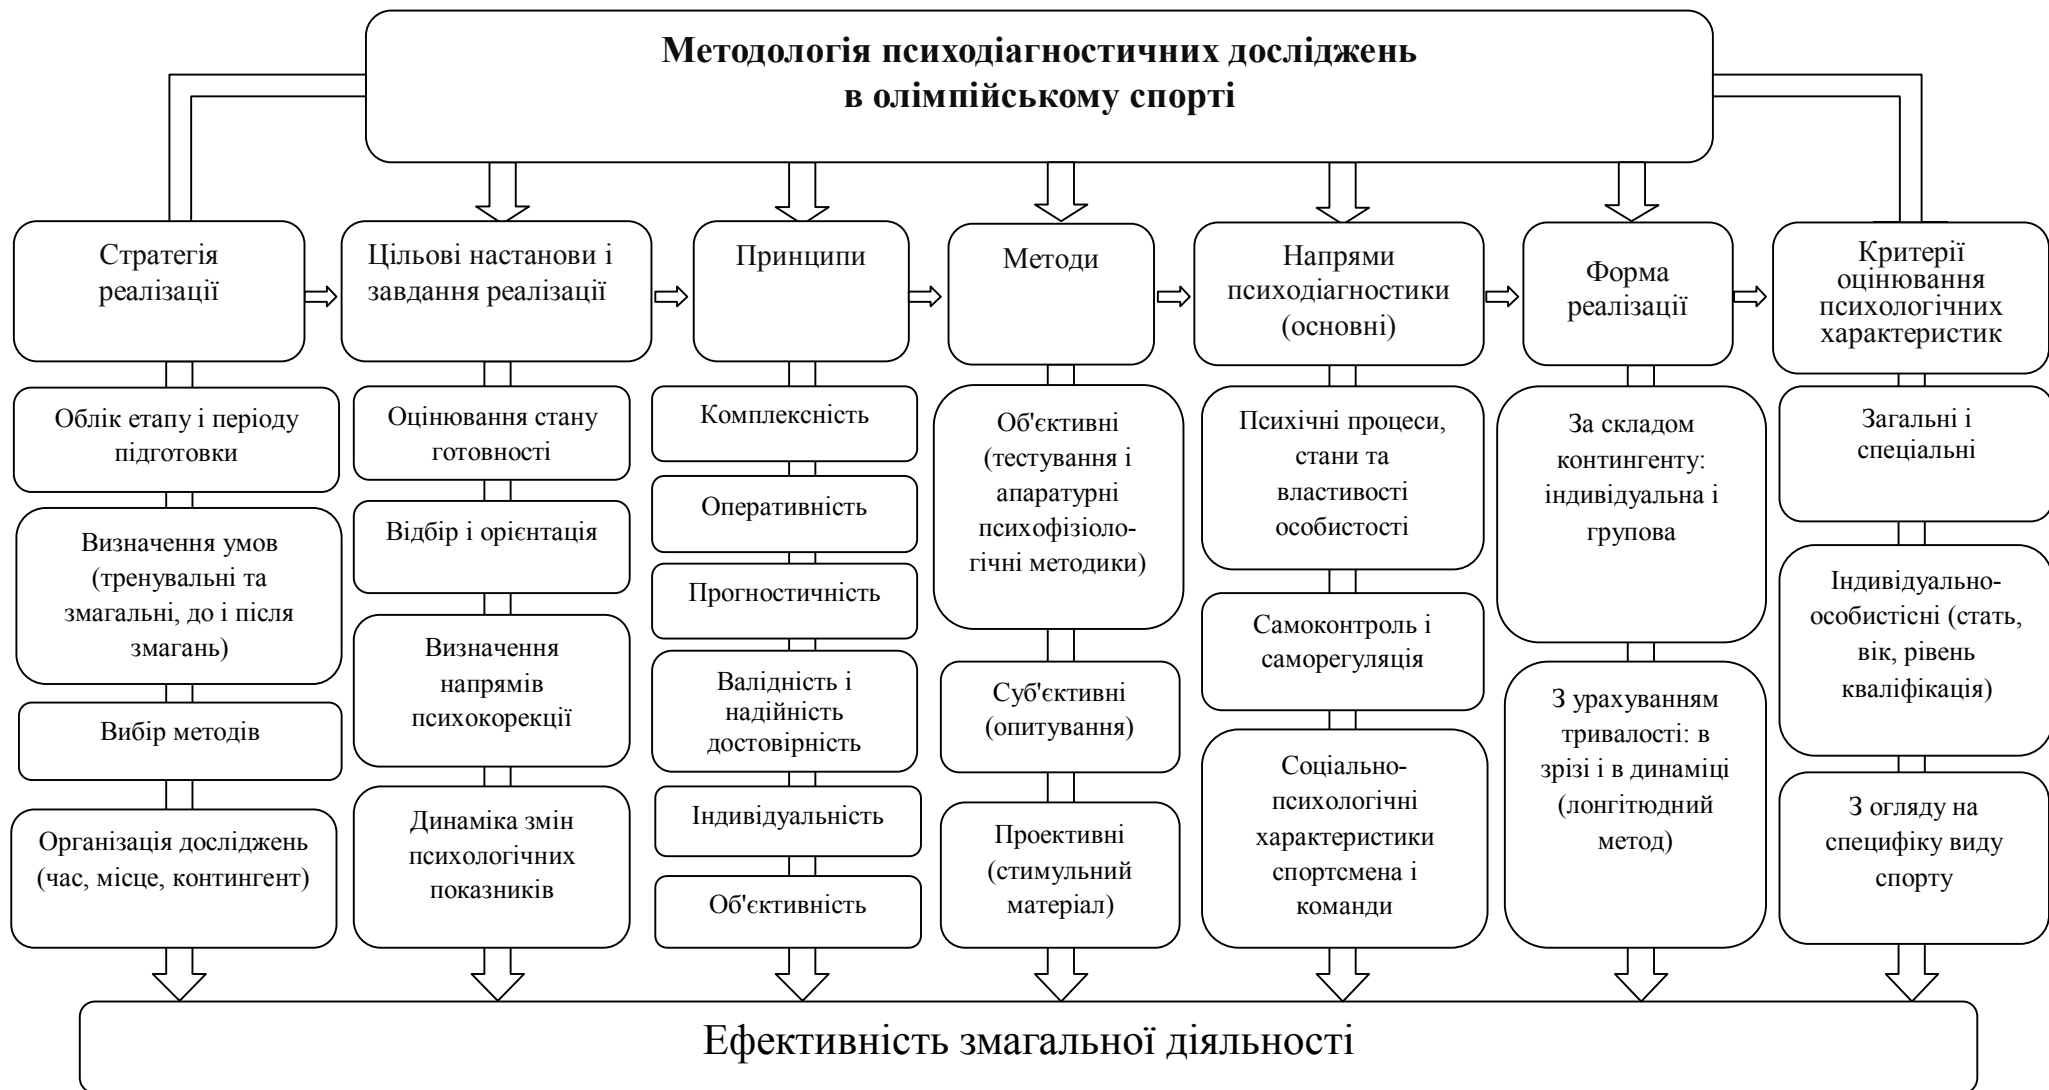 Методологія психодіагностичних досліджень
в олімпійському спорті
Стратегія
реалізації
Цільові настанови і
завдання реалізації
Принципи
Методи
Напрями
психодіагностики
(основні)
Форма
реалізації
Критерії
оцінювання
психологічних
характеристик
Облік етапу і періоду
підготовки
Визначення умов
(тренувальні та
змагальні, до і після
змагань)
Вибір методів
Організація досліджень
(час, місце, контингент)
Оцінювання стану
готовності
Відбір і орієнтація
Визначення
напрямів
психокорекції
Динаміка змін
психологічних
показників
Комплексність
Оперативність
Прогностичність
Валідність і
надійність
достовірність
Індивідуальність
Об'єктивність
Об'єктивні
(тестування і
апаратурні
психофізіоло-
гічні методики)
Суб'єктивні
(опитування)
Проективні
(стимульний
матеріал)
Психічні процеси,
стани та
властивості
особистості
Самоконтроль і
саморегуляція
Соціально-
психологічні
характеристики
спортсмена і
команди
За складом
контингенту:
індивідуальна і
групова
З урахуванням
тривалості: в
зрізі і в динаміці
(лонгітюдний
метод)
Загальні і
спеціальні
Індивідуально-
особистісні (стать,
вік, рівень
кваліфікація)
З огляду на
специфіку виду
спорту
Ефективність змагальної діяльності